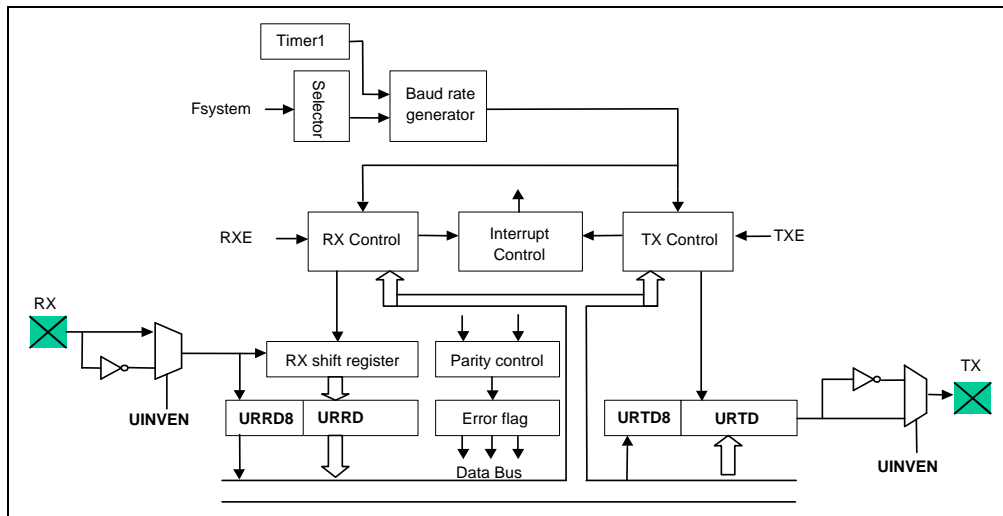 Timer1
Fsystem
Selector
Baud rate
generator
RXE
RX Control
Interrupt
Control
TX Control
TXE
RX
TX
RX shift register
Parity control
UINVEN
URRD8
URRD
Error flag
URTD8
URTD
UINVEN
Data Bus